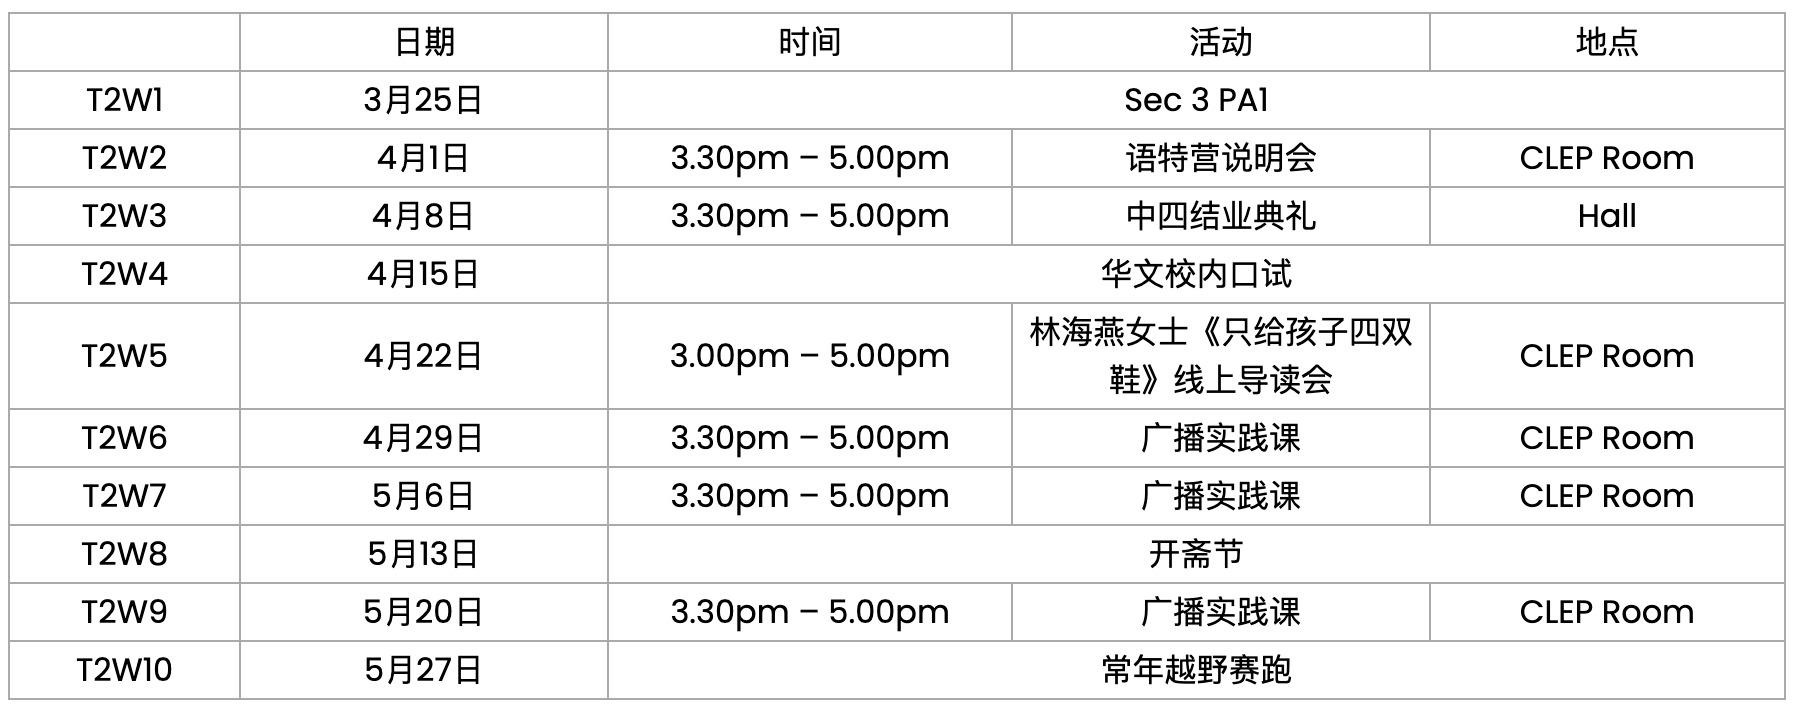 日期 时间 活动 地点
T2W1 3月25日 Sec 3 PA1
T2W2 4月1日 3.30pm – 5.00pm 语特营说明会 CLEP Room
T2W3 4月8日 3.30pm – 5.00pm 中四结业典礼 Hall
T2W4 4月15日 华文校内口试
T2W5 4月22日 3.00pm – 5.00pm 林海燕女士《只给孩子四双
鞋》线上导读会 CLEP Room
T2W6 4月29日 3.30pm – 5.00pm 广播实践课 CLEP Room
T2W7 5月6日 3.30pm – 5.00pm 广播实践课 CLEP Room
T2W8 5月13日 开斋节
T2W9 5月20日 3.30pm – 5.00pm 广播实践课 CLEP Room
T2W10 5月27日 常年越野赛跑